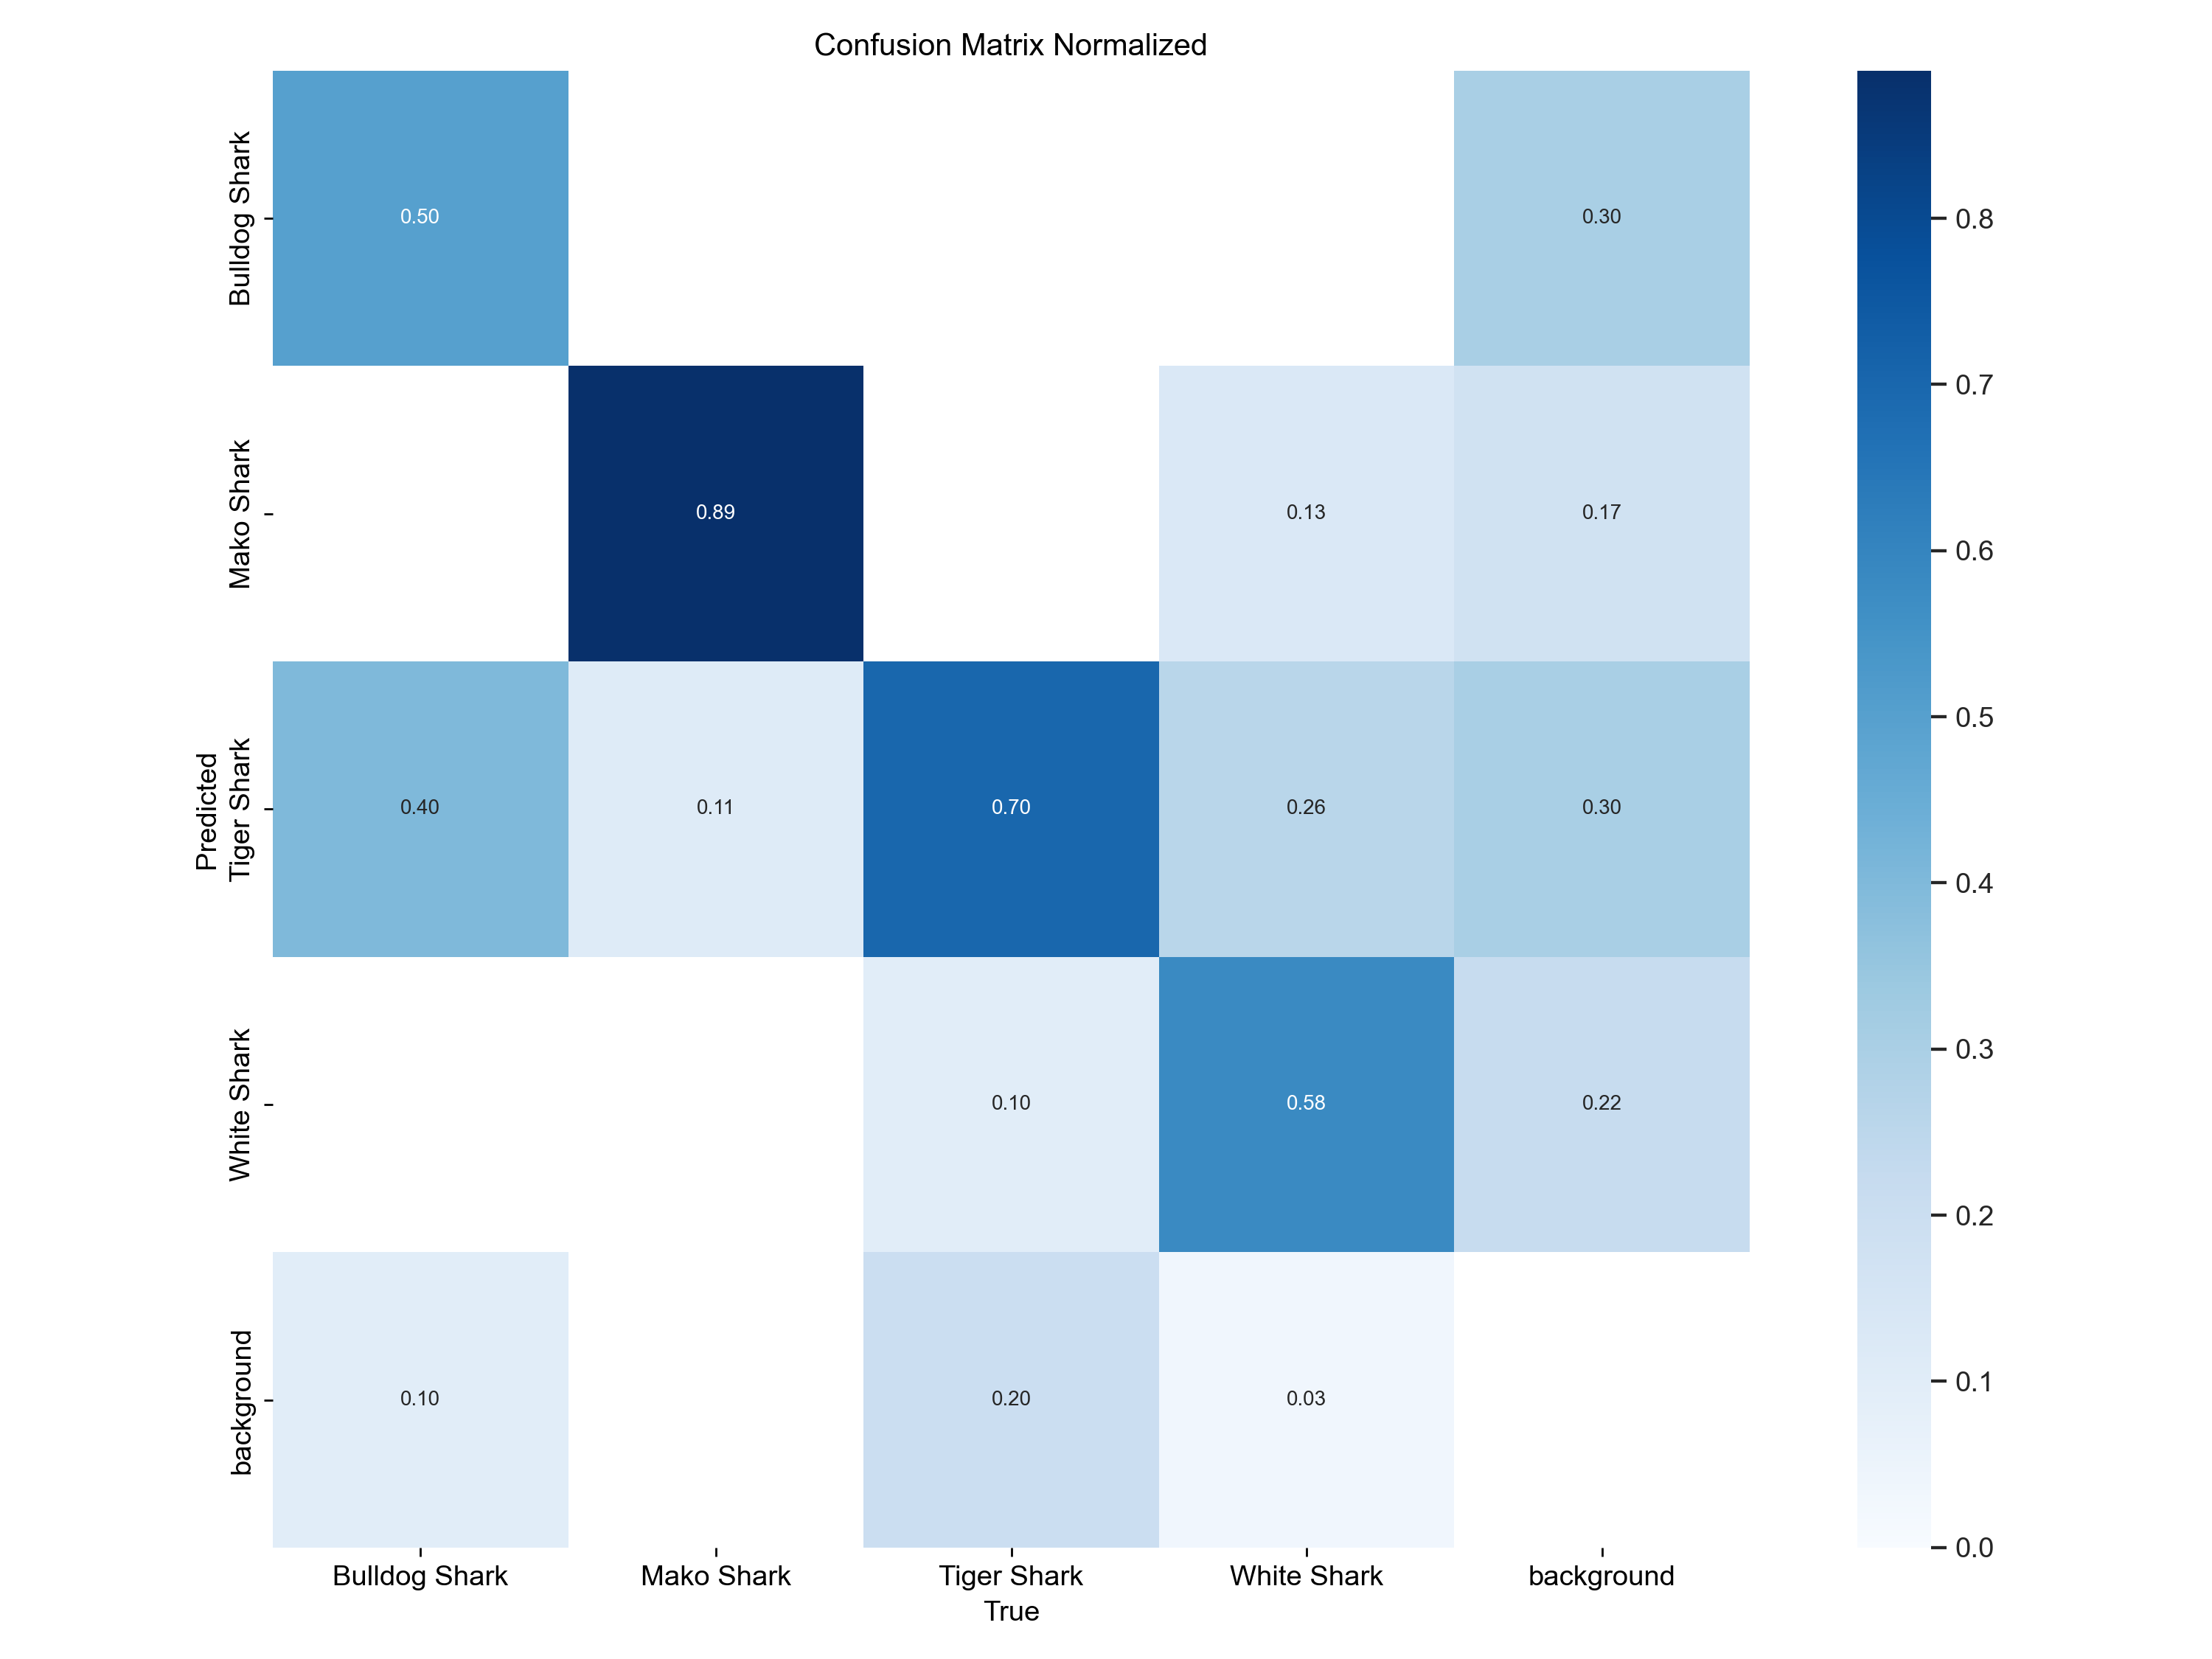 Confusion Matrix Normalized
Bulldog Shark
0.50
0.30
0.8
0.7
Mako Shark
0.89
0.13
0.17
0.6
0.5
Predicted
Tiger Shark
0.40
0.11
0.70
0.26
0.30
0.4
0.3
White Shark
0.10
0.58
0.22
0.2
0.1
background
0.10
0.20
0.03
0.0
Bulldog Shark
Mako Shark
Tiger Shark
White Shark
background
True